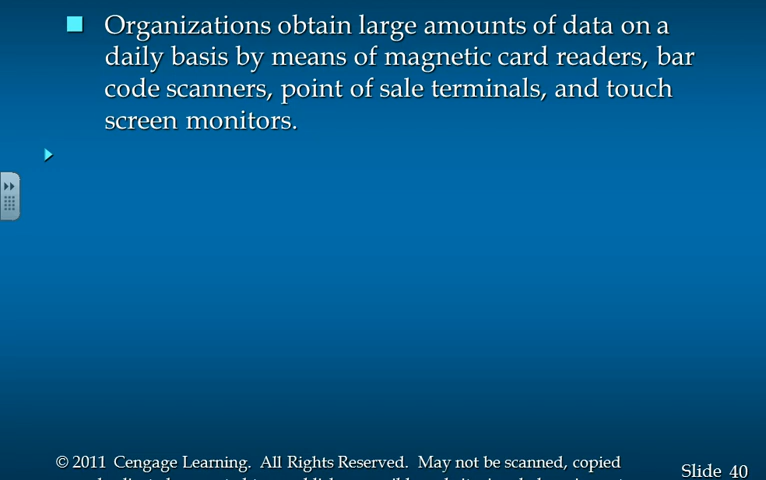 Organizations obtain large amounts of data on a
daily basis by means of magnetic card readers, bar
code scanners, point of sale terminals, and touch
screen monitors.
© 2011 Cengage Learning. All Rights Reserved. May not be scanned, copied
Slide 40